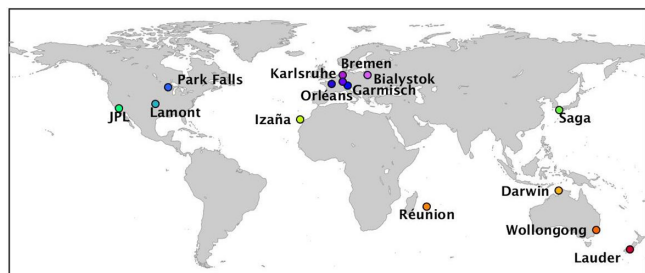 Bremen
Karlsruhe
Bialystok
Park Falls
Garmisch
Orléans
JPL
Lamont
Izaña
Saga
Darwin
Réunion
Wollongong
Lauder